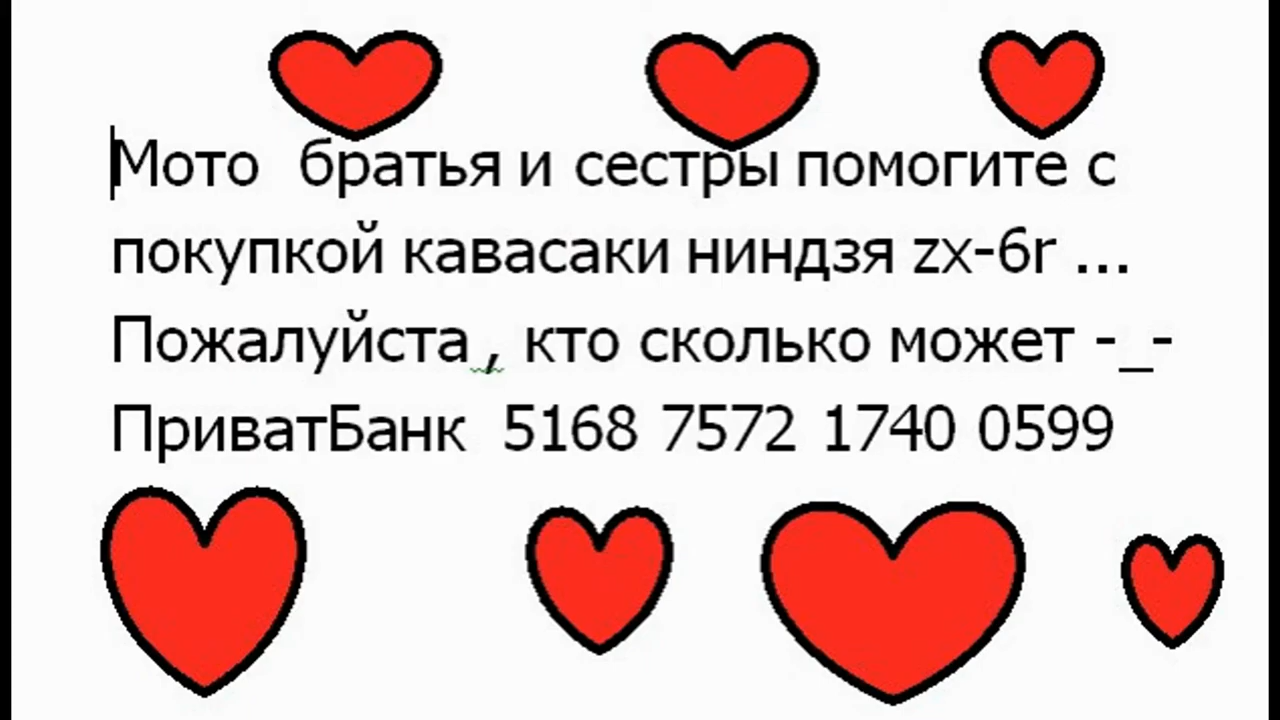 Мото братья и сестры помогите с
покупкой кавасаки ниндзя zx-6r ...
Пожалуйста , кто сколько может -_-
ПриватБанк 5168 7572 1740 0599